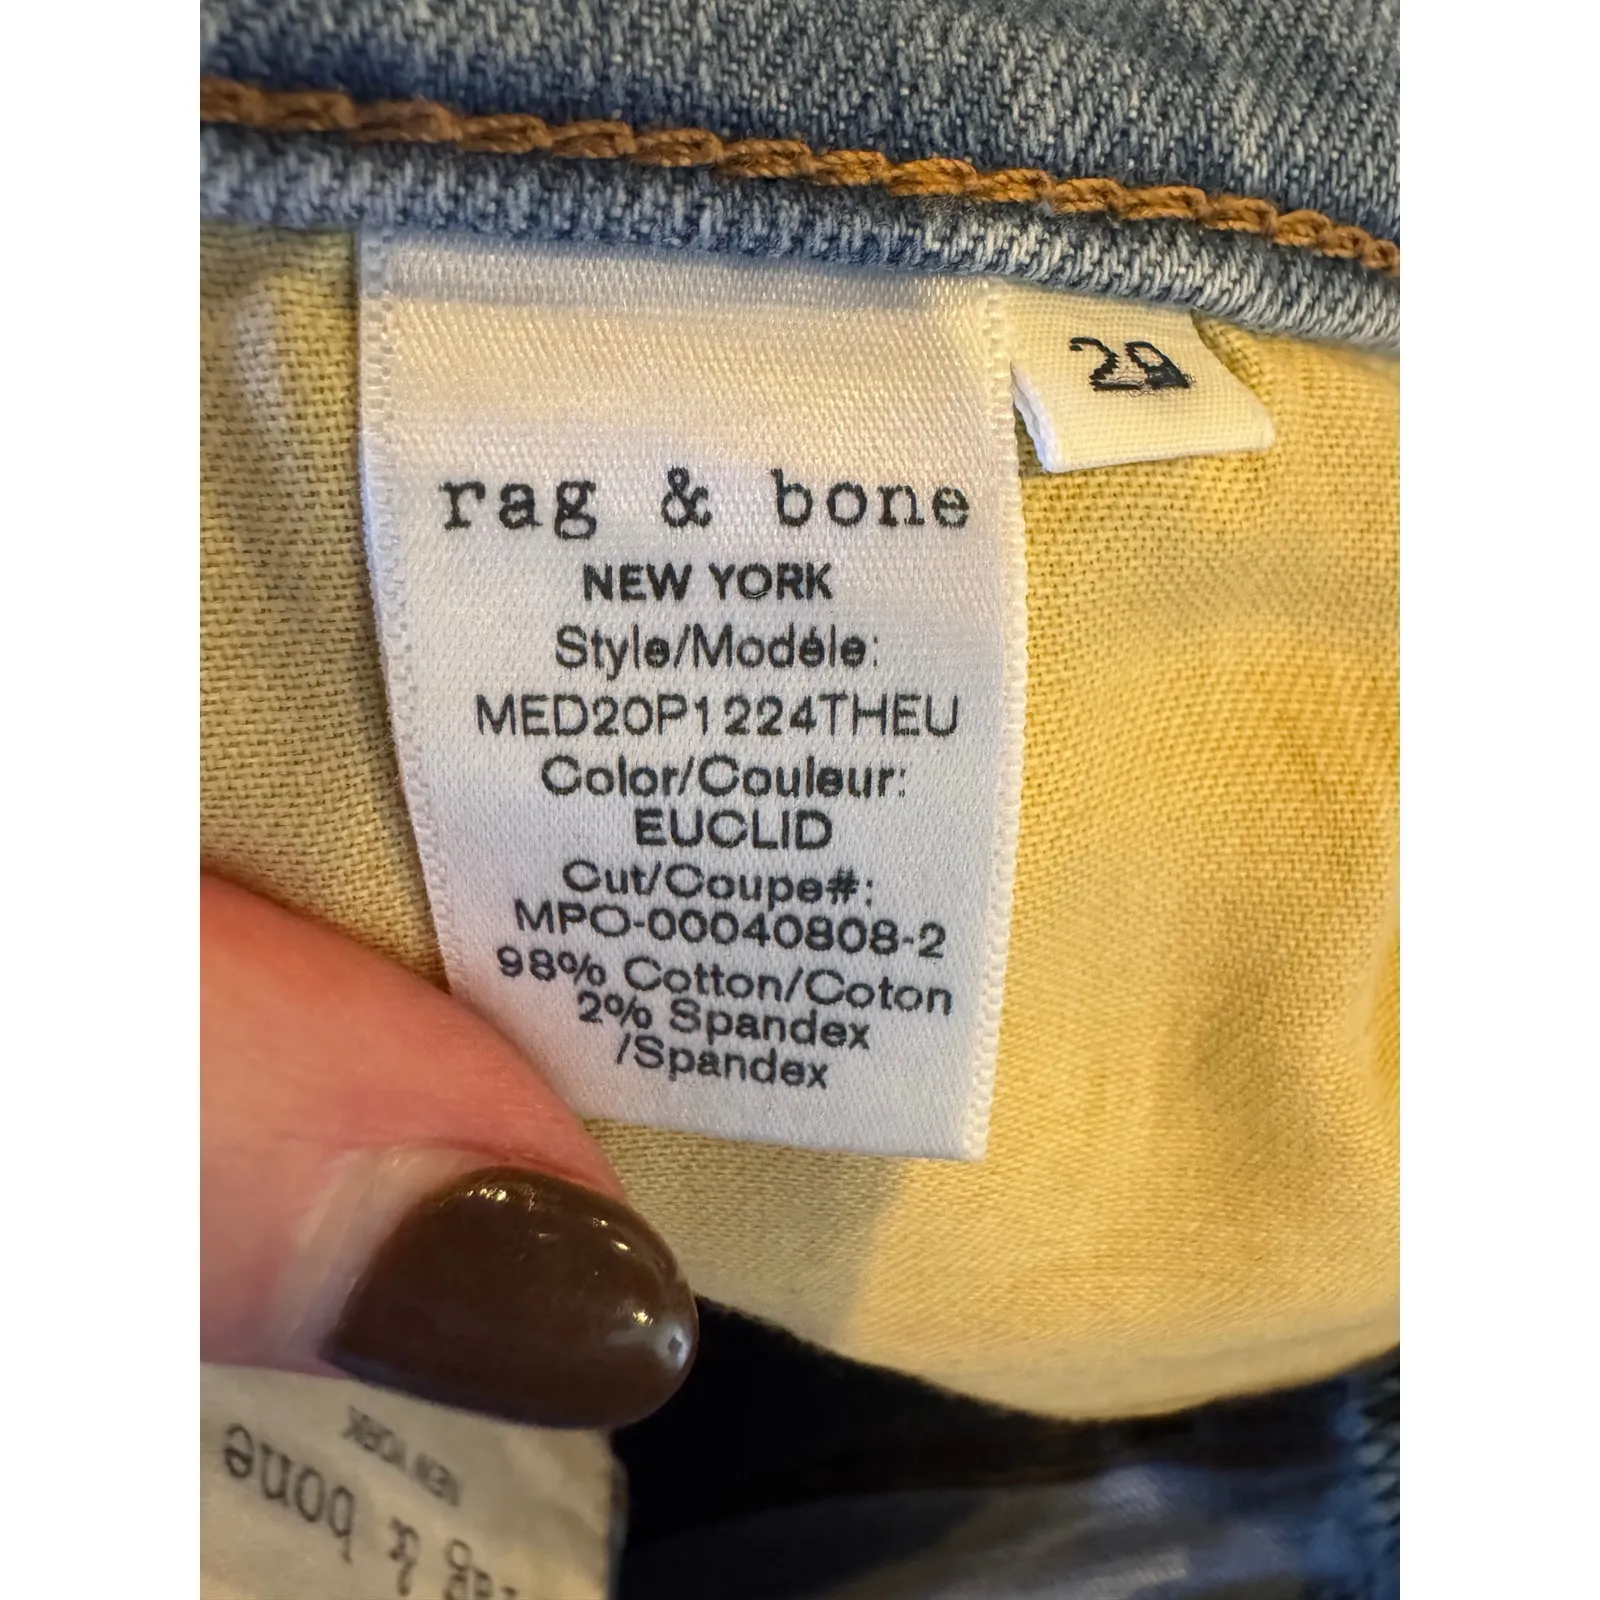 29
rag & bone
NEW YORK
Style/Modéle:
MED20P1224THEU
Color/Couleur:
EUCLID
Cut/Coupe#:
MPO-00040808-2
98% Cotton/Coton
2% Spandex
/Spandex
rag & bone
NEW YORK